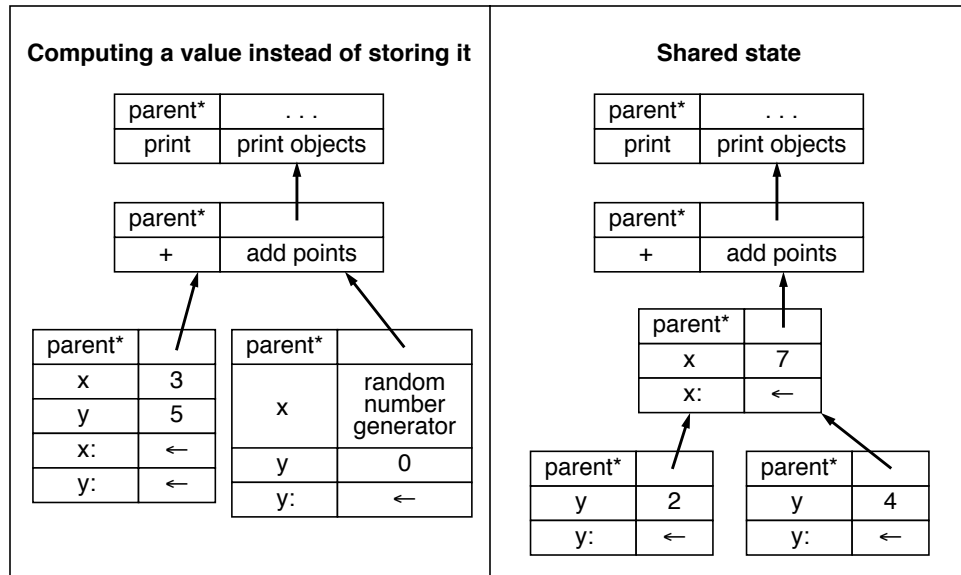 Computing a value instead of storing it
parent* . . .
print print objects
parent*
+ add points
parent*
x 3
y 5
x: ←
y: ←
parent*
x random number generator
y 0
y: ←
Shared state
parent* . . .
print print objects
parent*
+ add points
parent*
x 7
x: ←
parent*
y 2
y: ←
parent*
y 4
y: ←